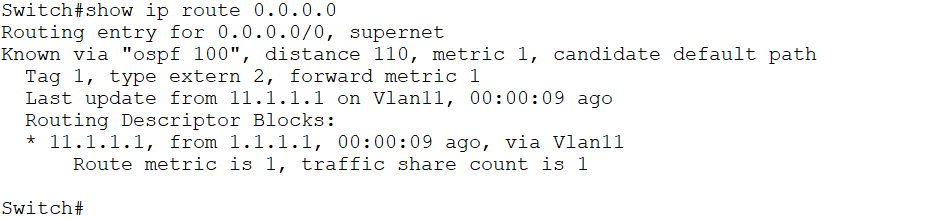 Switch#show ip route 0.0.0.0
Routing entry for 0.0.0.0/0, supernet
Known via "ospf 100", distance 110, metric 1, candidate default path
Tag 1, type extern 2, forward metric 1
Last update from 11.1.1.1 on Vlan11, 00:00:09 ago
Routing Descriptor Blocks:
* 11.1.1.1, from 1.1.1.1, 00:00:09 ago, via Vlan11
Route metric is 1, traffic share count is 1
Switch#